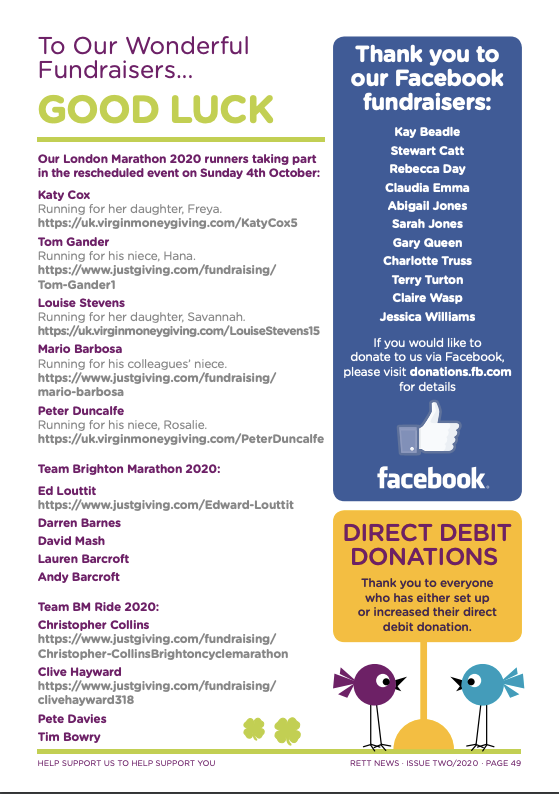 To Our Wonderful
Fundraisers...
GOOD LUCK
Our London Marathon 2020 runners taking part
in the rescheduled event on Sunday 4th October:
Katy Cox
Running for her daughter, Freya.
https://uk.virginmoneygiving.com/KatyCox5
Tom Gander
Running for his niece, Hana.
https://www.justgiving.com/fundraising/
Tom-Gander1
Louise Stevens
Running for her daughter, Savannah.
https://uk.virginmoneygiving.com/LouiseStevens15
Mario Barbosa
Running for his colleagues' niece.
https://www.justgiving.com/fundraising/
mario-barbosa
Peter Duncalfe
Running for his niece, Rosalie.
https://uk.virginmoneygiving.com/PeterDuncalfe
Team Brighton Marathon 2020:
Ed Louttit
https://www.justgiving.com/Edward-Louttit
Darren Barnes
David Mash
Lauren Barcroft
Andy Barcroft
Team BM Ride 2020:
Christopher Collins
https://www.justgiving.com/fundraising/
Christopher-CollinsBrightoncyclemarathon
Clive Hayward
https://www.justgiving.com/fundraising/
clivehayward318
Pete Davies
Tim Bowry
Thank you to
our Facebook
fundraisers:
Kay Beadle
Stewart Catt
Rebecca Day
Claudia Emma
Abigail Jones
Sarah Jones
Gary Queen
Charlotte Truss
Terry Turton
Claire Wasp
Jessica Williams
If you would like to
donate to us via Facebook,
please visit donations.fb.com
for details
facebook
DIRECT DEBIT
DONATIONS
Thank you to everyone
who has either set up
or increased their direct
debit donation.
HELP SUPPORT US TO HELP SUPPORT YOU
RETT NEWS · ISSUE TWO/2020 · PAGE 49